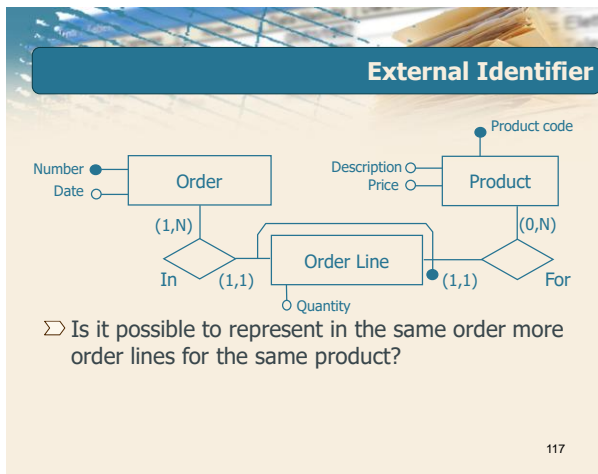 External Identifier
Product code
Number
Date
Order
Description
Price
Product
(1,N)
(0,N)
In
(1,1)
Order Line
(1,1)
For
Quantity
Is it possible to represent in the same order more
order lines for the same product?
117